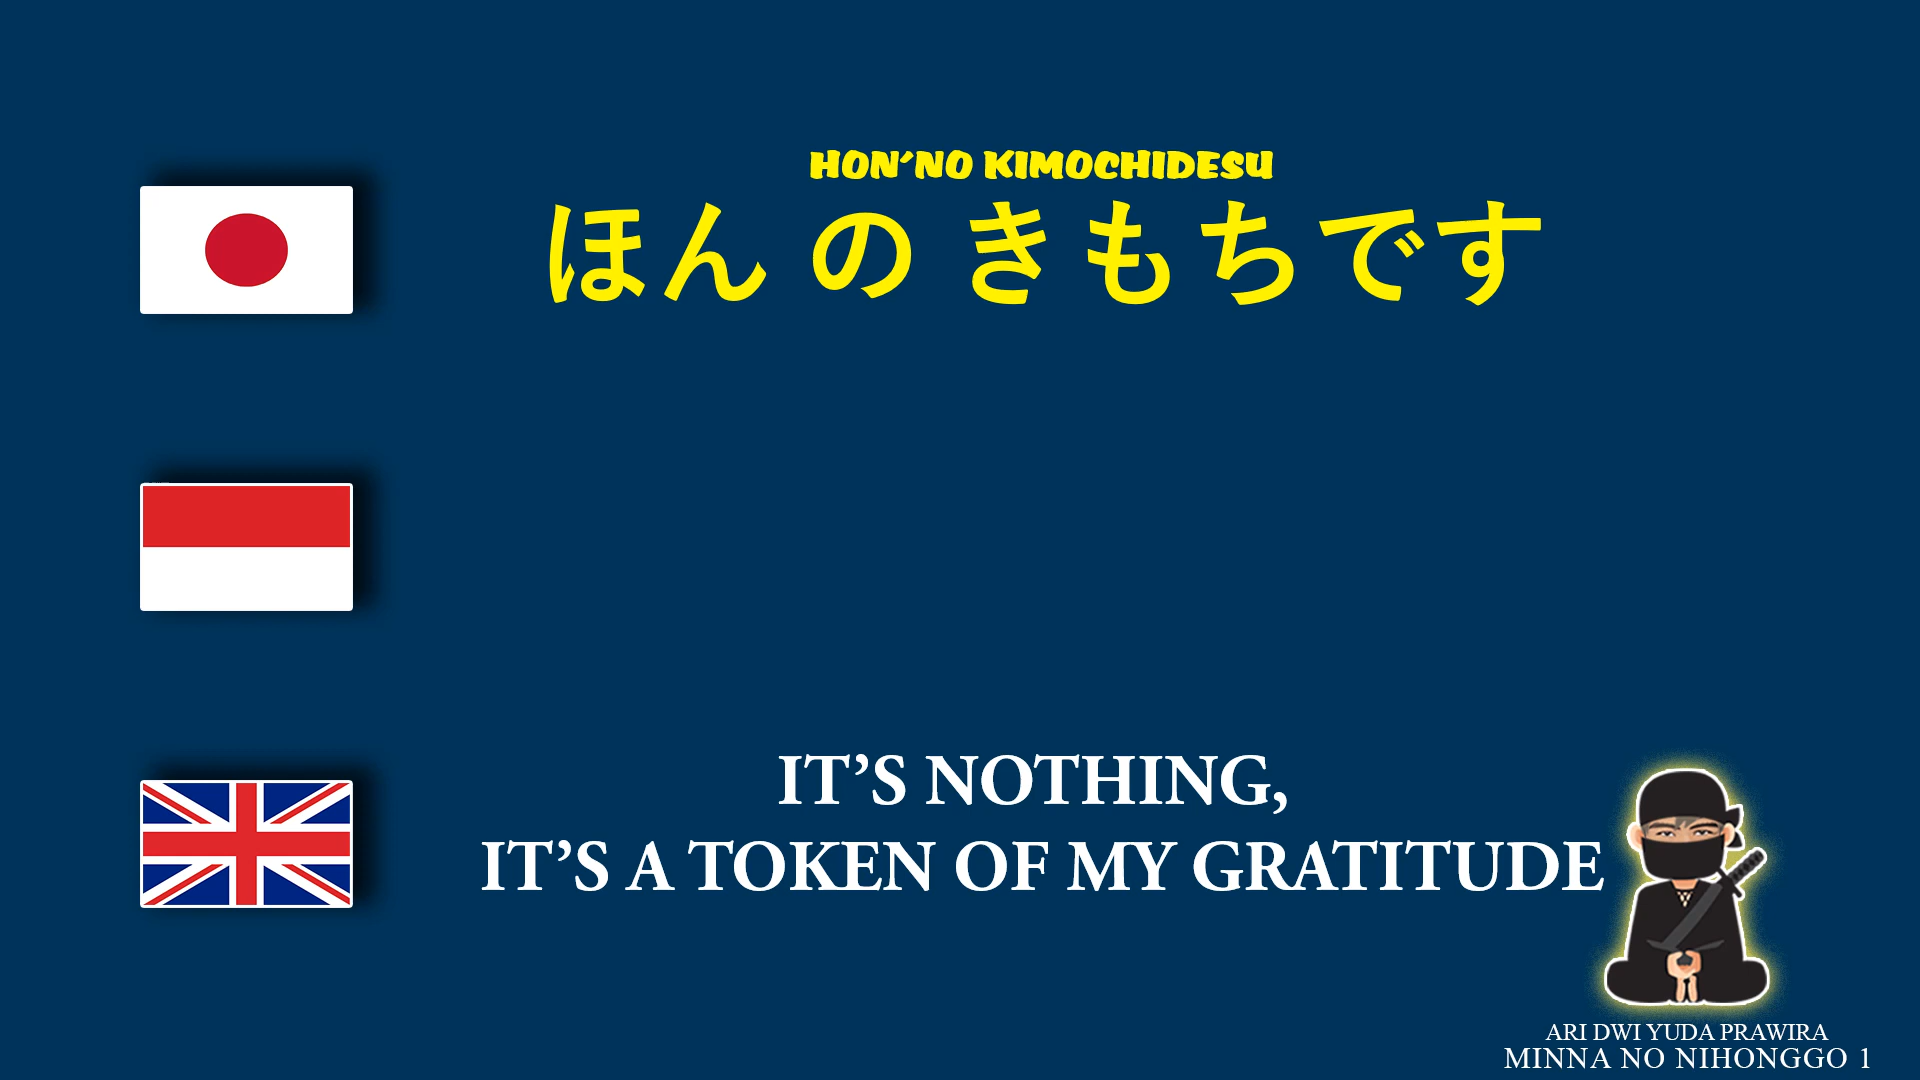 HON'NO KIMOCHIDESU
ほん の きもちです
IT'S NOTHING,
IT'S A TOKEN OF MY GRATITUDE
ARI DWI YUDA PRAWIRA
MINNA NO NIHONGGO 1